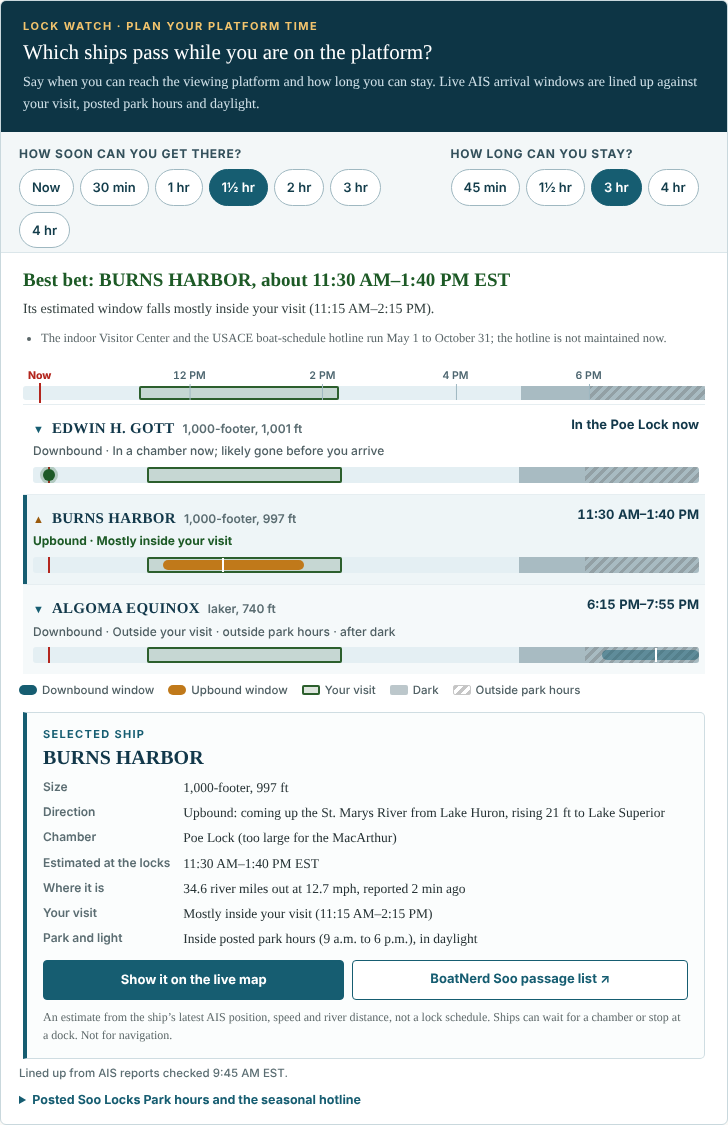 LOCK WATCH · PLAN YOUR PLATFORM TIME
Which ships pass while you are on the platform?
Say when you can reach the viewing platform and how long you can stay. Live AIS arrival windows are lined up against
your visit, posted park hours and daylight.
HOW SOON CAN YOU GET THERE?
Now
30 min
1 hr
1½ hr
2 hr
3 hr
4 hr
HOW LONG CAN YOU STAY?
45 min
1½ hr
3 hr
4 hr
Best bet: BURNS HARBOR, about 11:30 AM–1:40 PM EST
Its estimated window falls mostly inside your visit (11:15 AM–2:15 PM).
• The indoor Visitor Center and the USACE boat-schedule hotline run May 1 to October 31; the hotline is not maintained now.
Now 12 PM 2 PM 4 PM 6 PM
▼ EDWIN H. GOTT 1,000-footer, 1,001 ft In the Poe Lock now
Downbound · In a chamber now; likely gone before you arrive
▲ BURNS HARBOR 1,000-footer, 997 ft 11:30 AM–1:40 PM
Upbound · Mostly inside your visit
▼ ALGOMA EQUINOX laker, 740 ft 6:15 PM–7:55 PM
Downbound · Outside your visit · outside park hours · after dark
Downbound window Upbound window Your visit Dark Outside park hours
SELECTED SHIP
BURNS HARBOR
Size 1,000-footer, 997 ft
Direction Upbound: coming up the St. Marys River from Lake Huron, rising 21 ft to Lake Superior
Chamber Poe Lock (too large for the MacArthur)
Estimated at the locks 11:30 AM–1:40 PM EST
Where it is 34.6 river miles out at 12.7 mph, reported 2 min ago
Your visit Mostly inside your visit (11:15 AM–2:15 PM)
Park and light Inside posted park hours (9 a.m. to 6 p.m.), in daylight
Show it on the live map
BoatNerd Soo passage list ↗
An estimate from the ship’s latest AIS position, speed and river distance, not a lock schedule. Ships can wait for a chamber or stop at
a dock. Not for navigation.
Lined up from AIS reports checked 9:45 AM EST.
▶ Posted Soo Locks Park hours and the seasonal hotline